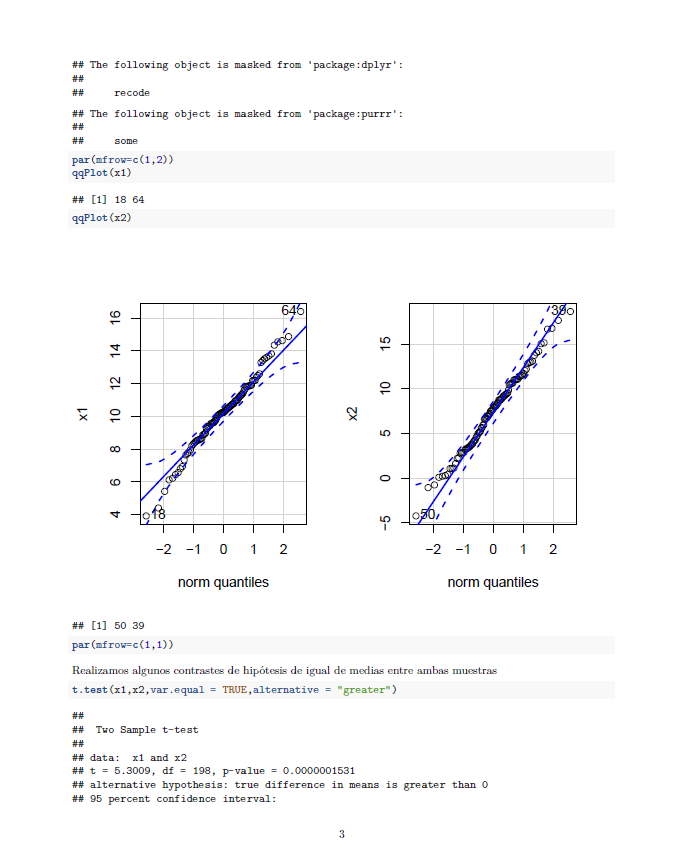 ## The following object is masked from 'package:dplyr':
##
##     recode
## The following object is masked from 'package:purrr':
##
##     some
par(mfrow=c(1,2))
qqPlot(x1)
## [1] 18 64
qqPlot(x2)
64
18
16
14
12
10
8
6
4
x1
−2 −1 0 1 2
norm quantiles
39
50
15
10
5
0
−5
x2
−2 −1 0 1 2
norm quantiles
## [1] 50 39
par(mfrow=c(1,1))
Realizamos algunos contrastes de hipótesis de igual de medias entre ambas muestras
t.test(x1,x2,var.equal = TRUE,alternative = "greater")
##
##  Two Sample t-test
##
## data:  x1 and x2
## t = 5.3009, df = 198, p-value = 0.0000001531
## alternative hypothesis: true difference in means is greater than 0
## 95 percent confidence interval:
3